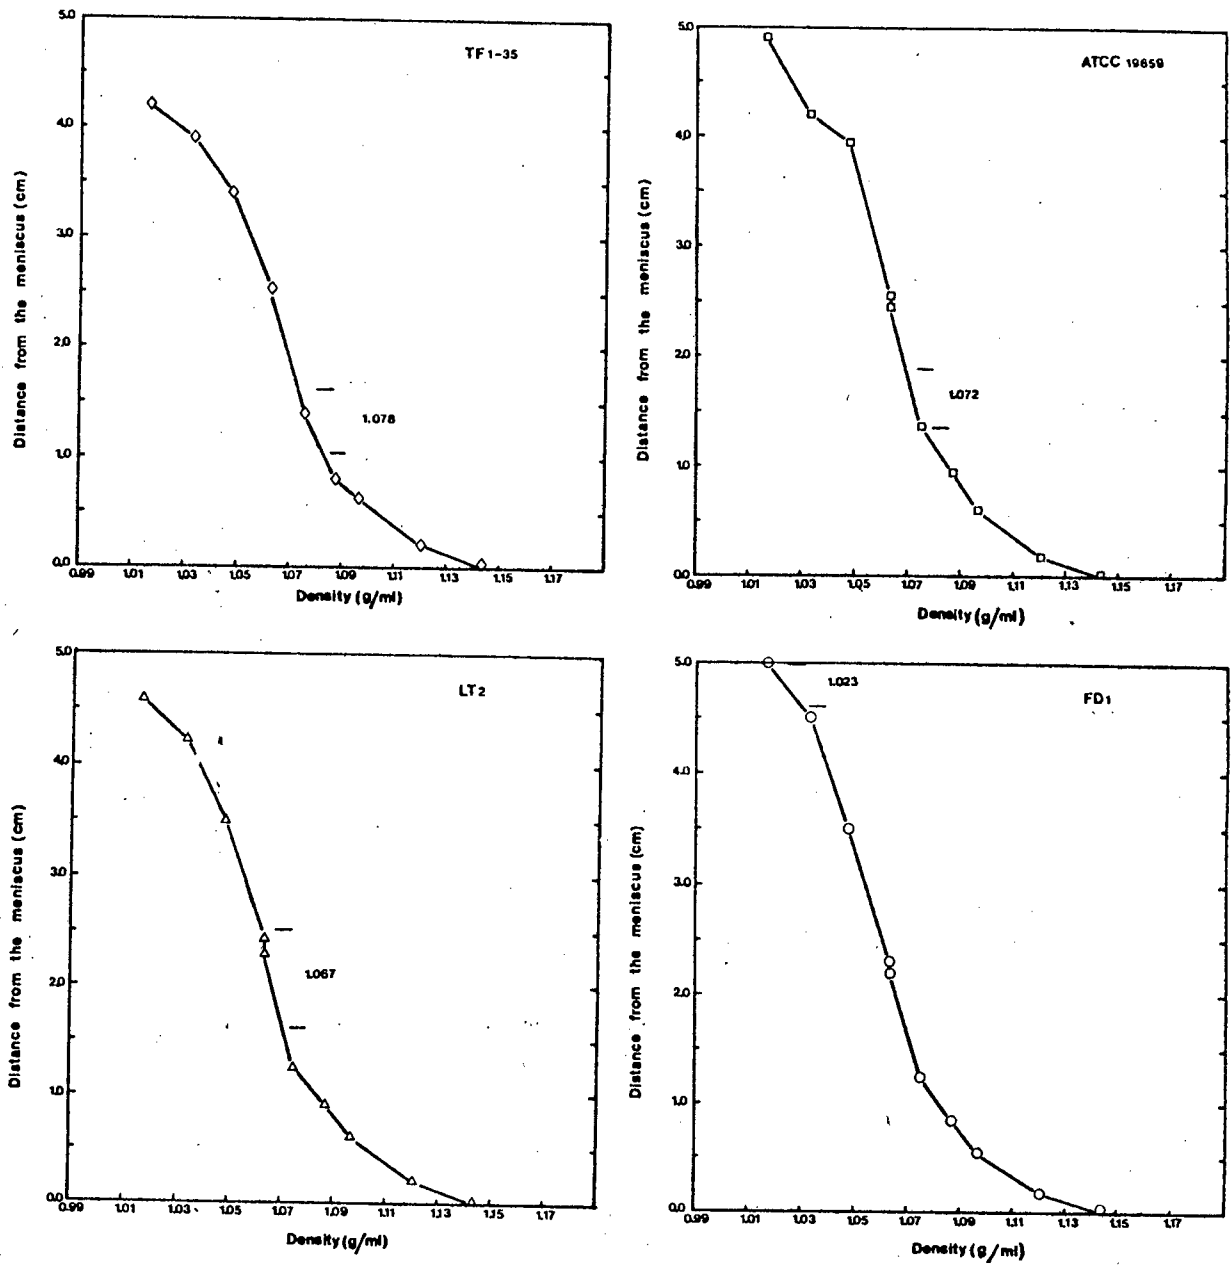 TF1-35
5.0
4.0
3.0
2.0
1.0
0.0
Distance from the meniscus (cm)
1.078
0.99 1.01 1.03 1.05 1.07 1.09 1.11 1.13 1.15 1.17
Density (g/ml)
ATCC 19659
5.0
4.0
3.0
2.0
1.0
0.0
Distance from the meniscus (cm)
1.072
0.99 1.01 1.03 1.05 1.07 1.09 1.11 1.13 1.15 1.17
Density (g/ml)
LT2
5.0
4.0
3.0
2.0
1.0
0.0
Distance from the meniscus (cm)
1.067
0.99 1.01 1.03 1.05 1.07 1.09 1.11 1.13 1.15 1.17
Density (g/ml)
FD1
5.0
4.0
3.0
2.0
1.0
0.0
Distance from the meniscus (cm)
1.023
0.99 1.01 1.03 1.05 1.07 1.09 1.11 1.13 1.15 1.17
Density (g/ml)